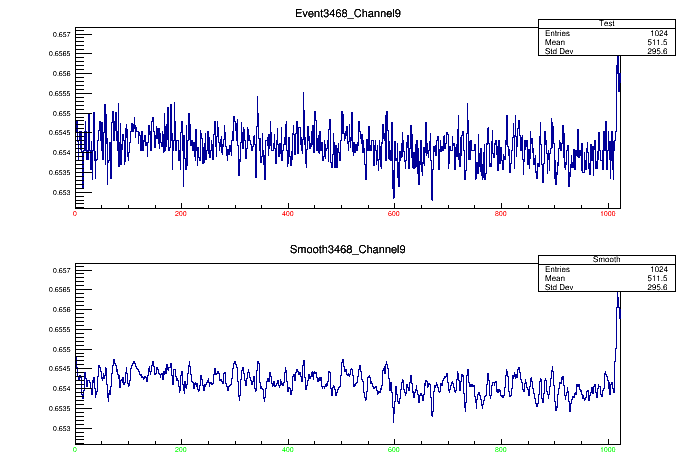 Event3468_Channel9
Test
Entries 1024
Mean 511.5
Std Dev 295.6
0.657
0.6565
0.656
0.6555
0.655
0.6545
0.654
0.6535
0.653
0 200 400 600 800 1000
Smooth3468_Channel9
Smooth
Entries 1024
Mean 511.5
Std Dev 295.6
0.657
0.6565
0.656
0.6555
0.655
0.6545
0.654
0.6535
0.653
0 200 400 600 800 1000